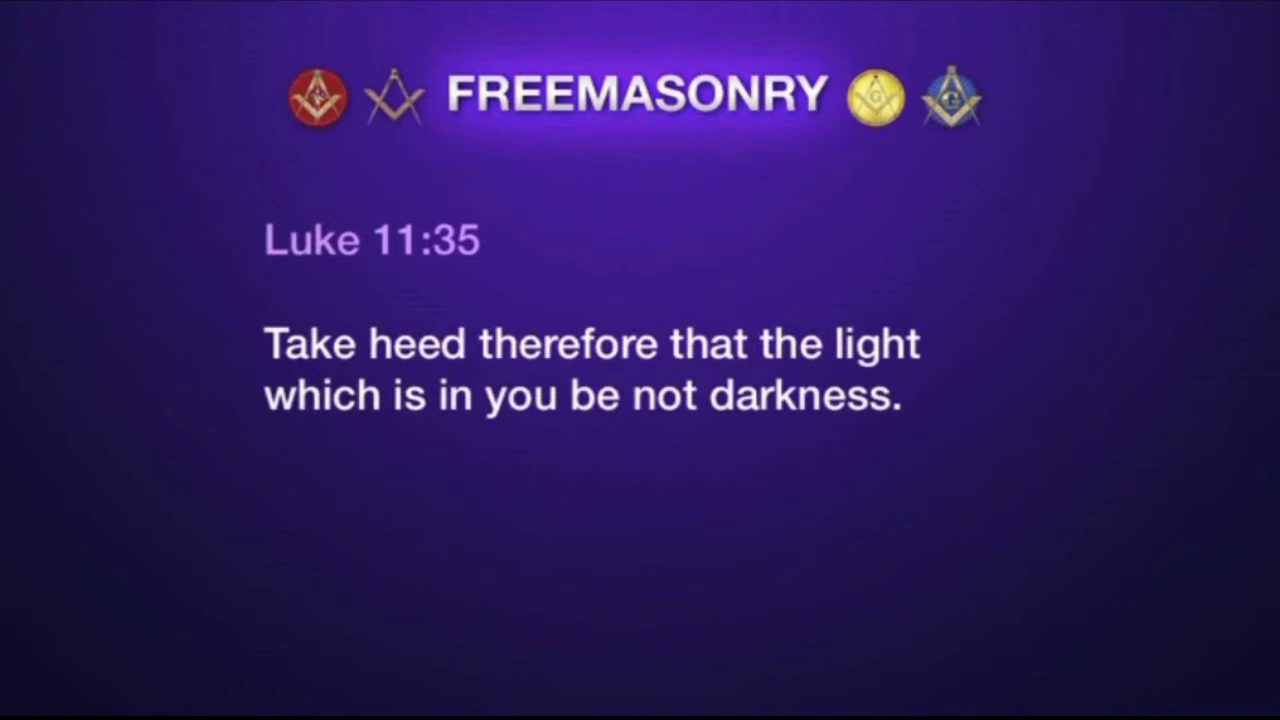 FREEMASONRY
Luke 11:35
Take heed therefore that the light
which is in you be not darkness.